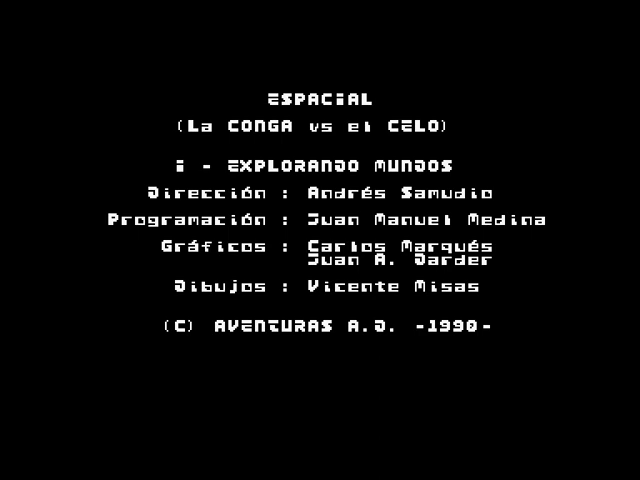 ESPACIAL
(La CONGA vs el CELO)
I - EXPLORANDO MUNDOS
Dirección : Andrés Samudio
Programación : Juan Manuel Medina
Gráficos : Carlos Marqués
Juan A. Darder
Dibujos : Vicente Misas
(C) AVENTURAS A.D. -1990-